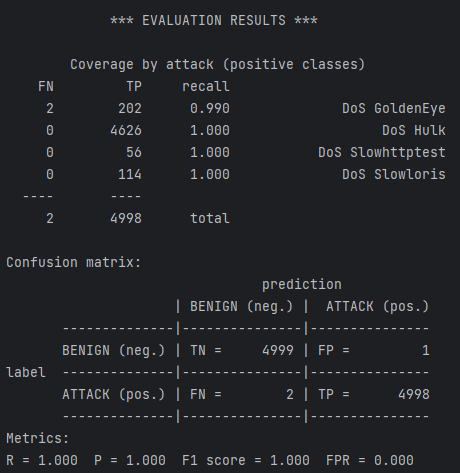 *** EVALUATION RESULTS ***
Coverage by attack (positive classes)
FN TP recall
2 202 0.990 DoS GoldenEye
0 4626 1.000 DoS Hulk
0 56 1.000 DoS Slowhttptest
0 114 1.000 DoS Slowloris
---- ----
2 4998 total
Confusion matrix:
prediction
| BENIGN (neg.) | ATTACK (pos.)
--------------|---------------|---------------
BENIGN (neg.) | TN = 4999 | FP = 1
label --------------|---------------|---------------
ATTACK (pos.) | FN = 2 | TP = 4998
--------------|---------------|---------------
Metrics:
R = 1.000 P = 1.000 F1 score = 1.000 FPR = 0.000